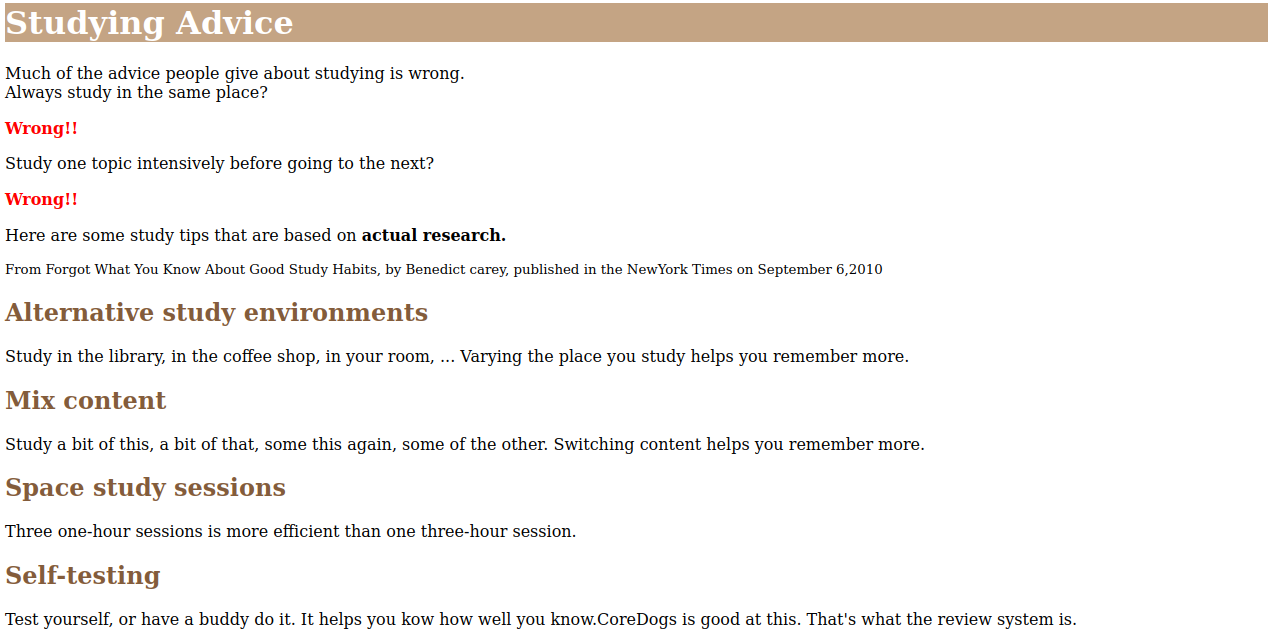 Studying Advice
Much of the advice people give about studying is wrong.
Always study in the same place?
Wrong!!
Study one topic intensively before going to the next?
Wrong!!
Here are some study tips that are based on actual research.
From Forgot What You Know About Good Study Habits, by Benedict carey, published in the NewYork Times on September 6,2010
Alternative study environments
Study in the library, in the coffee shop, in your room, ... Varying the place you study helps you remember more.
Mix content
Study a bit of this, a bit of that, some this again, some of the other. Switching content helps you remember more.
Space study sessions
Three one-hour sessions is more efficient than one three-hour session.
Self-testing
Test yourself, or have a buddy do it. It helps you kow how well you know.CoreDogs is good at this. That's what the review system is.